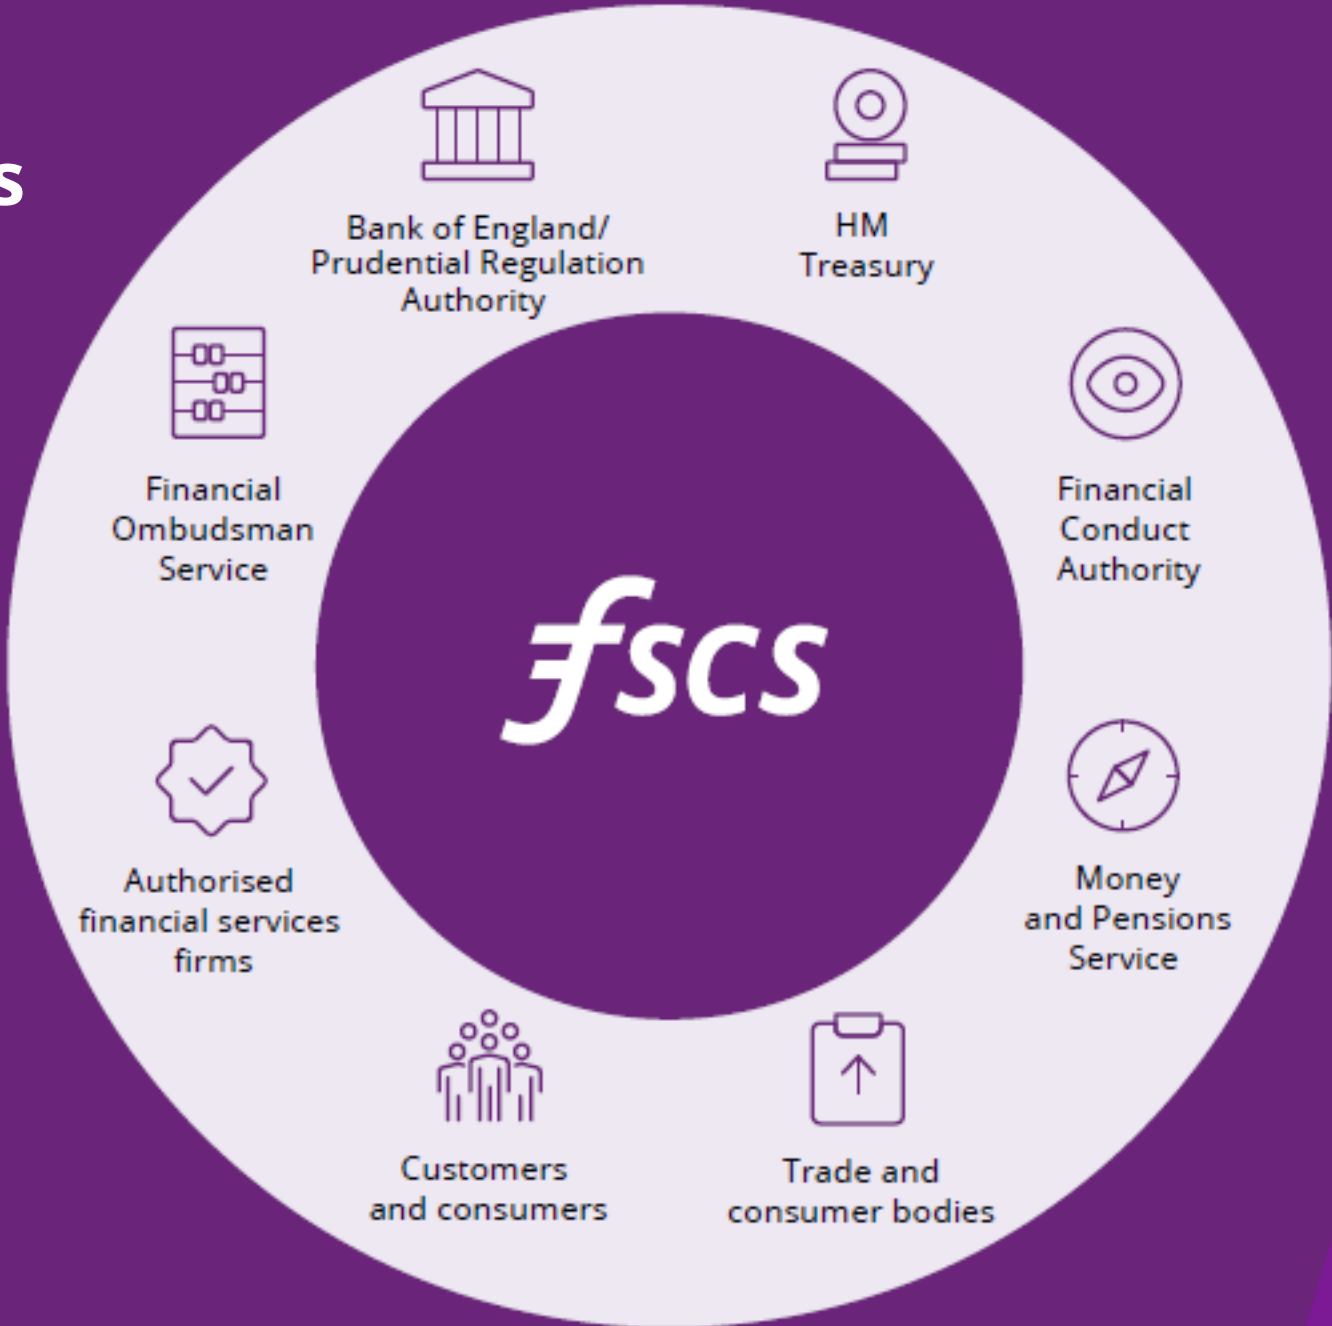 s
Bank of England/
Prudential Regulation
Authority
HM
Treasury
Financial
Ombudsman
Service
Financial
Conduct
Authority
fscs
Authorised
financial services
firms
Money
and Pensions
Service
Customers
and consumers
Trade and
consumer bodies